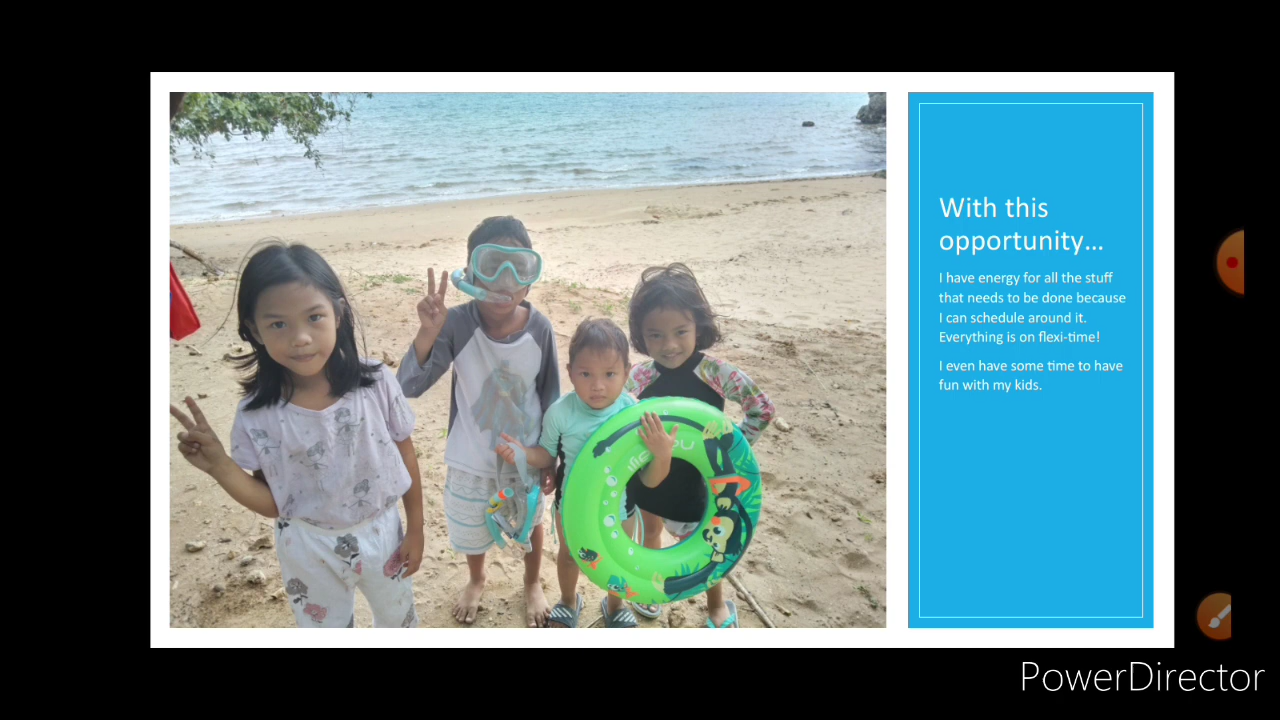 With this
opportunity...
I have energy for all the stuff
that needs to be done because
I can schedule around it.
Everything is on flexi-time!
I even have some time to have
fun with my kids.
PowerDirector